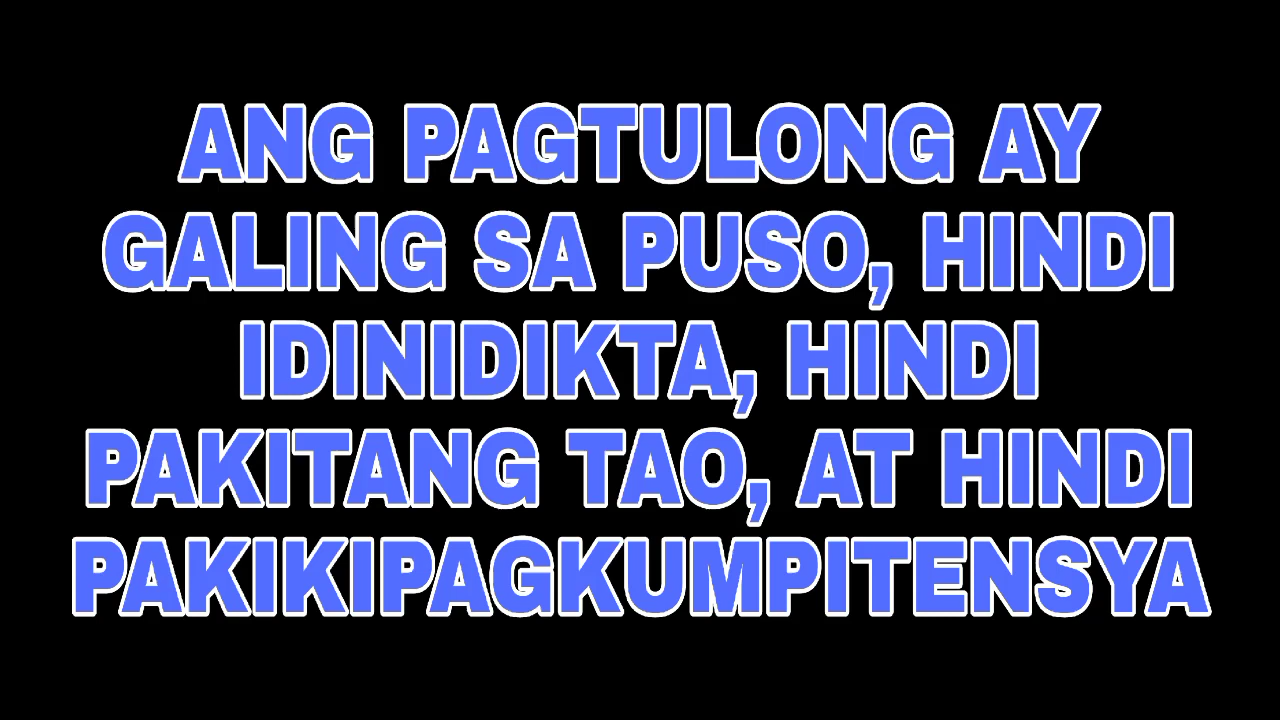 ANG PAGTULONG AY
GALING SA PUSO, HINDI
IDINIDIKTA, HINDI
PAKITANG TAO, AT HINDI
PAKIKIPAGKUMPITENSYA